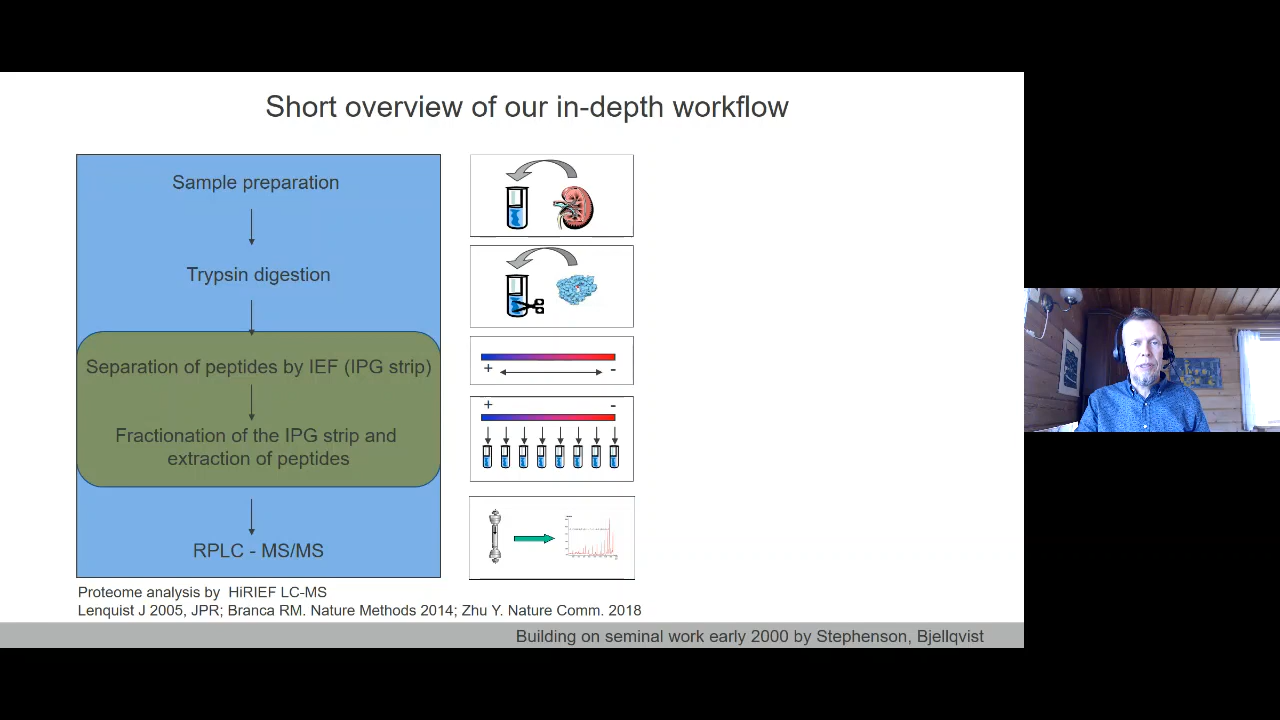 Short overview of our in-depth workflow
Sample preparation
Trypsin digestion
Separation of peptides by IEF (IPG strip)
Fractionation of the IPG strip and
extraction of peptides
RPLC - MS/MS
+ -
+ -
Proteome analysis by HiRIEF LC-MS
Lenquist J 2005, JPR; Branca RM. Nature Methods 2014; Zhu Y. Nature Comm. 2018
Building on seminal work early 2000 by Stephenson, Bjellqvist